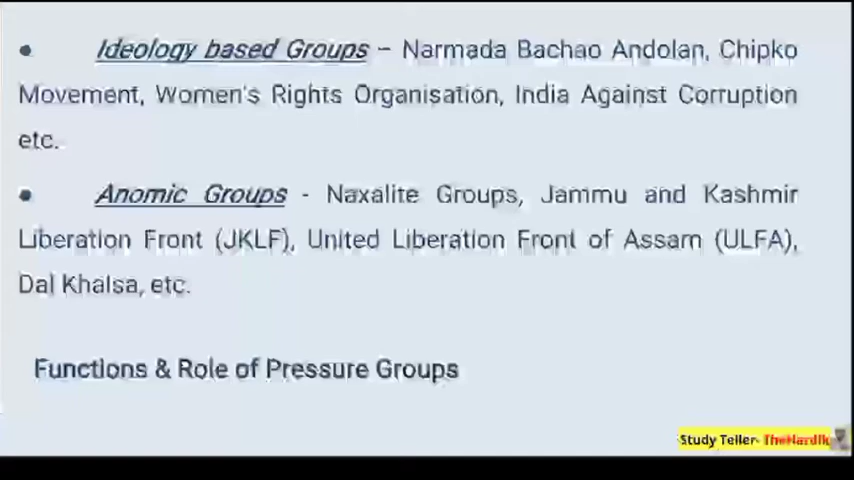 • Ideology based Groups – Narmada Bachao Andolan, Chipko
Movement, Women's Rights Organisation, India Against Corruption
etc.
• Anomic Groups - Naxalite Groups, Jammu and Kashmir
Liberation Front (JKLF), United Liberation Front of Assam (ULFA),
Dal Khalsa, etc.
Functions & Role of Pressure Groups
Study Teller- TheHardik